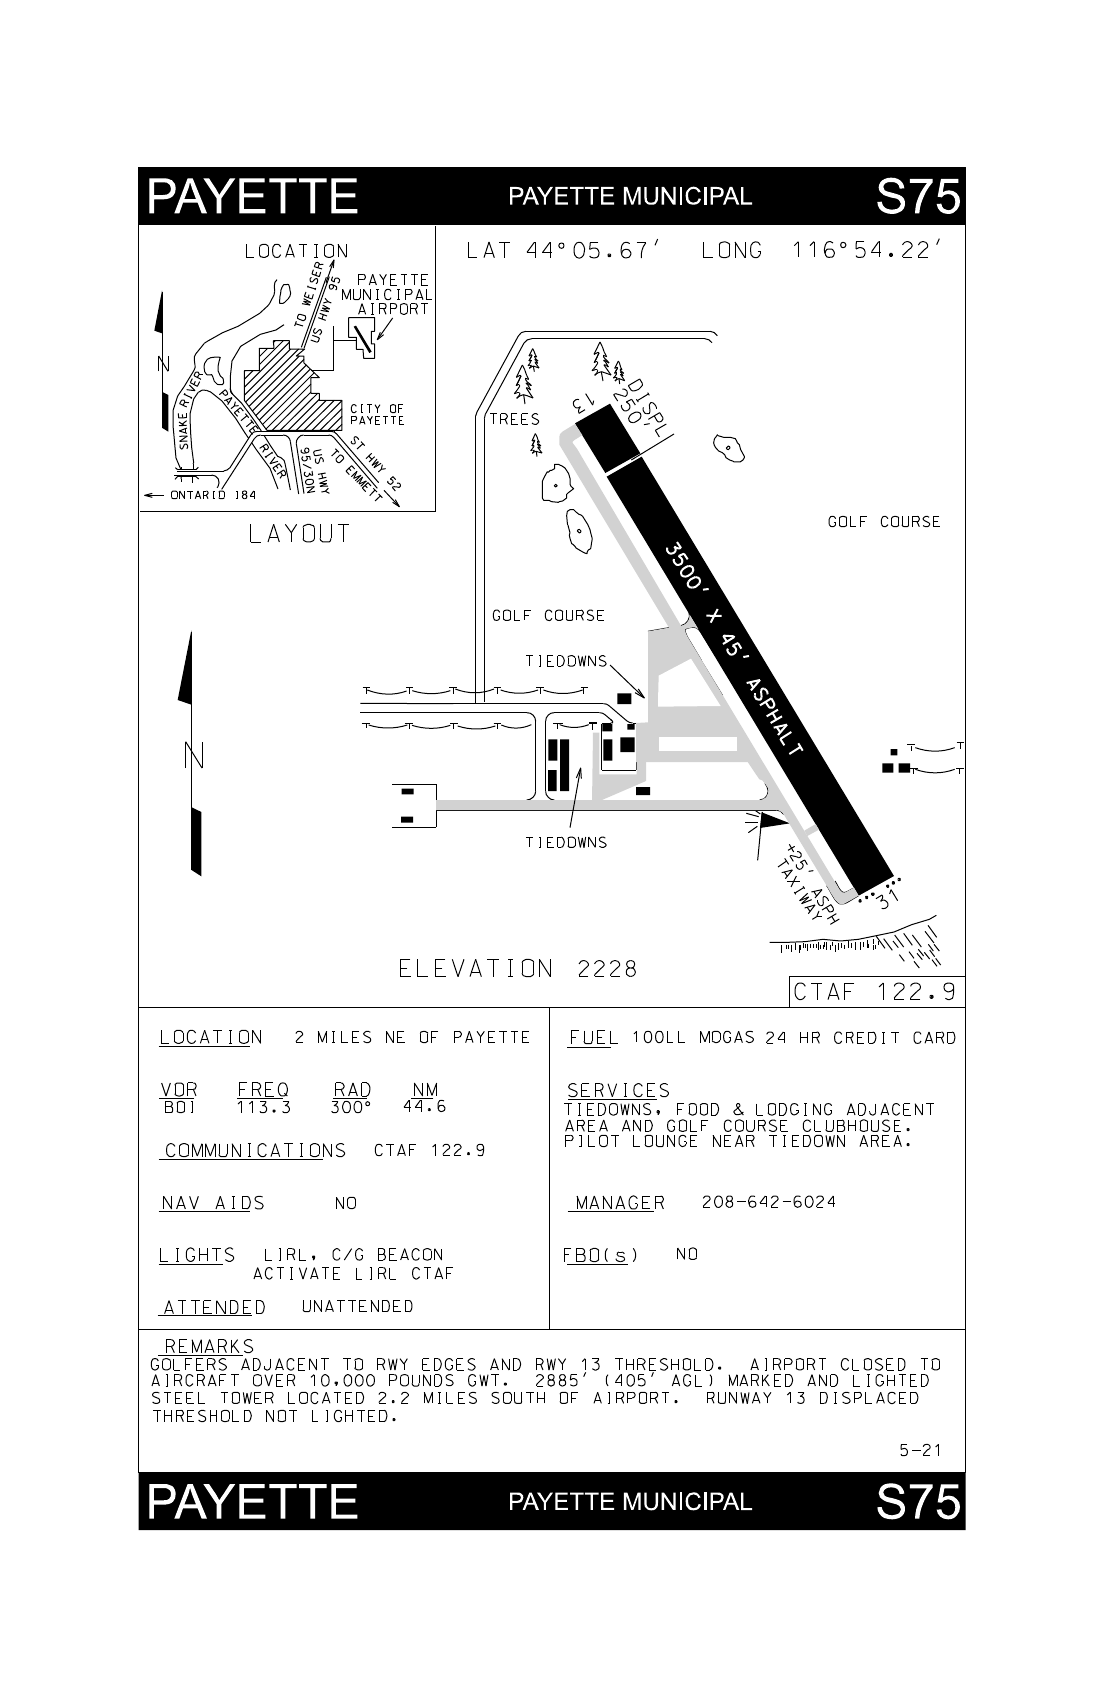 PAYETTE PAYETTE MUNICIPAL S75
LOCATION
TO WEISER
US HWY 95
PAYETTE
MUNICIPAL
AIRPORT
N
SNAKE RIVER
PAYETTE
RIVER
CITY OF
PAYETTE
ST HWY 52
TO EMMETT
US HWY
95/30N
ONTARIO I84
LAYOUT
LAT 44°05.67' LONG 116°54.22'
13
DISPL
250'
TREES
GOLF COURSE
3500' X 45' ASPHALT
GOLF COURSE
TIEDOWNS
N
TIEDOWNS
+25' ASPH
TAXIWAY
31
ELEVATION 2228
CTAF 122.9
LOCATION 2 MILES NE OF PAYETTE
VOR FREQ RAD NM
BOI 113.3 300° 44.6
COMMUNICATIONS CTAF 122.9
NAV AIDS NO
LIGHTS LIRL, C/G BEACON
ACTIVATE LIRL CTAF
ATTENDED UNATTENDED
FUEL 100LL MOGAS 24 HR CREDIT CARD
SERVICES
TIEDOWNS, FOOD & LODGING ADJACENT
AREA AND GOLF COURSE CLUBHOUSE.
PILOT LOUNGE NEAR TIEDOWN AREA.
MANAGER 208-642-6024
FBO(s) NO
REMARKS
GOLFERS ADJACENT TO RWY EDGES AND RWY 13 THRESHOLD. AIRPORT CLOSED TO
AIRCRAFT OVER 10,000 POUNDS GWT. 2885' (405' AGL) MARKED AND LIGHTED
STEEL TOWER LOCATED 2.2 MILES SOUTH OF AIRPORT. RUNWAY 13 DISPLACED
THRESHOLD NOT LIGHTED.
5-21
PAYETTE PAYETTE MUNICIPAL S75